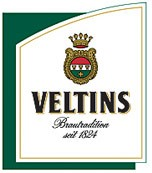 VELTINS
Brautradition
seit 1824